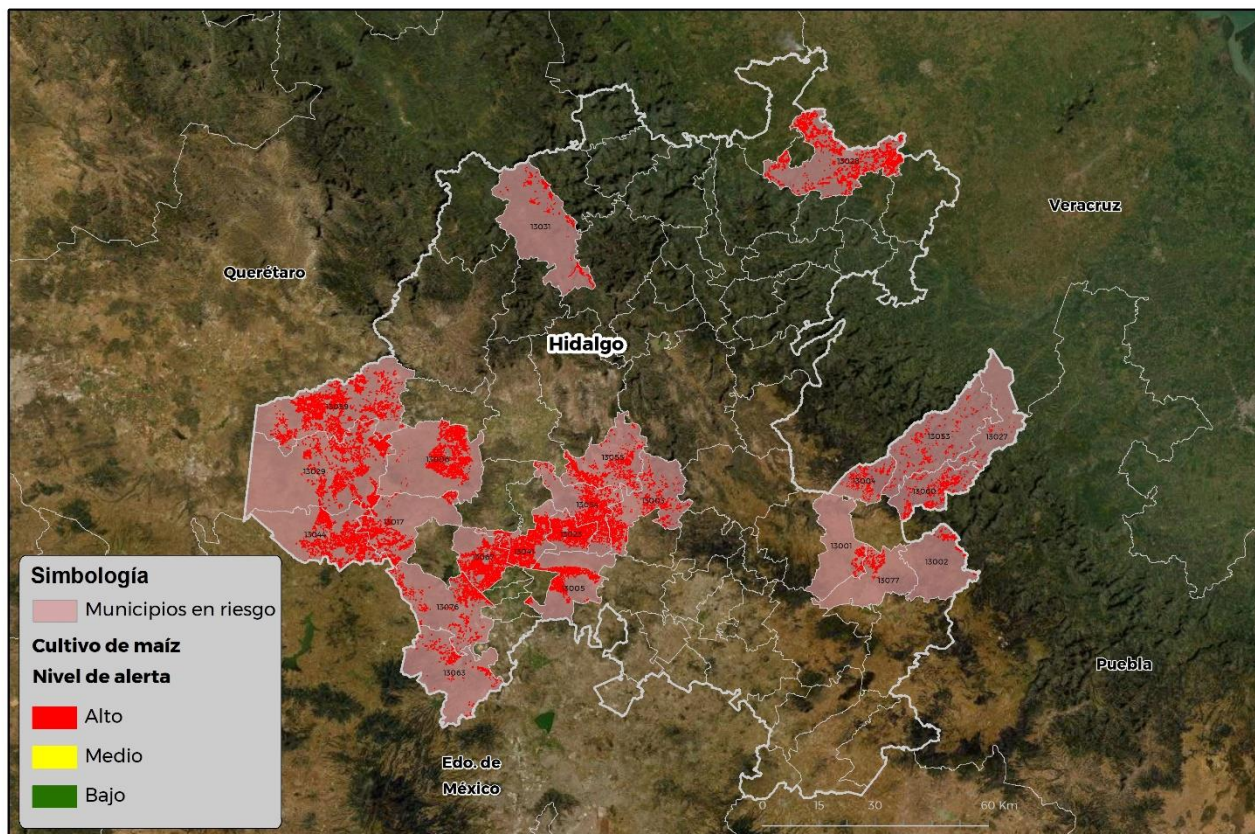 13028
Veracruz
13031
Querétaro
Hidalgo
13029
13053
13027
13004
13060
13003
13017
13044
13001
13002
13077
13005
13076
13063
Puebla
Edo. de
México
0 15 30 60 Km
Simbología
Municipios en riesgo
Cultivo de maíz
Nivel de alerta
Alto
Medio
Bajo